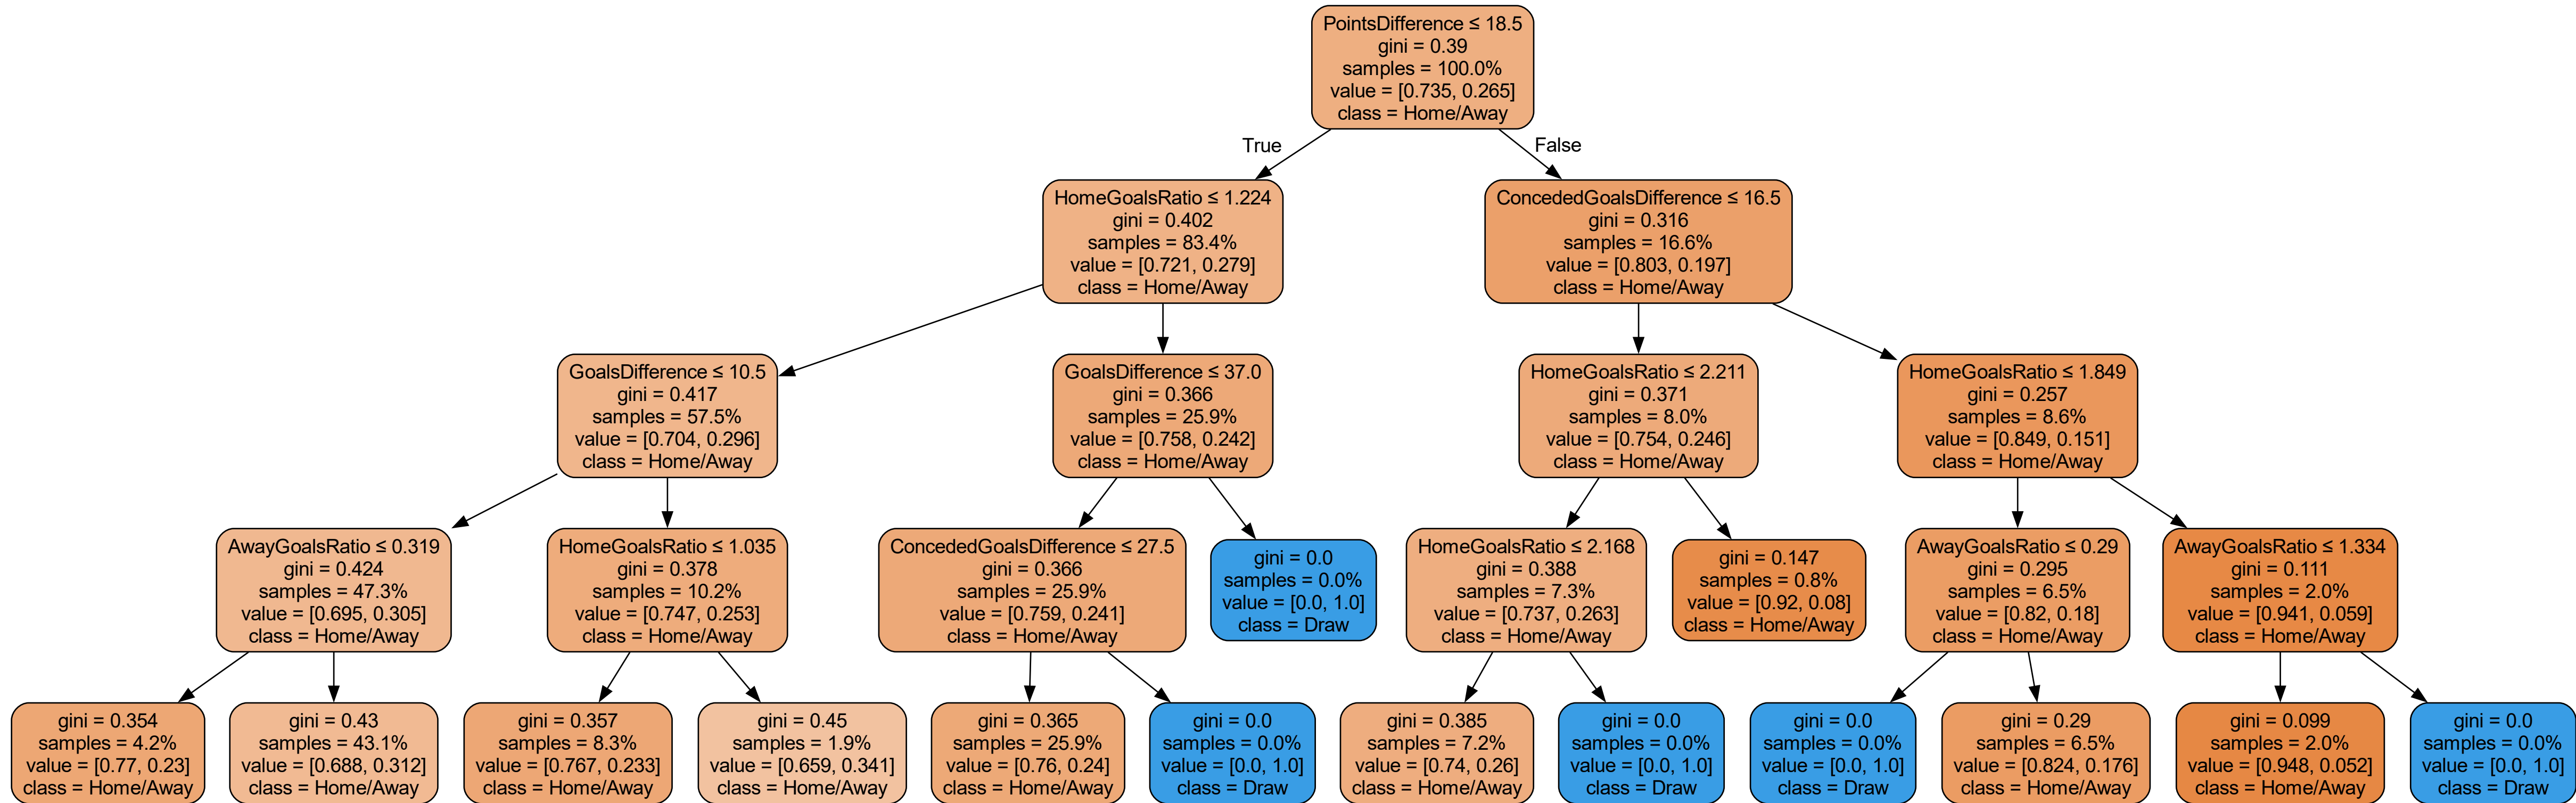 PointsDifference ≤ 18.5
gini = 0.39
samples = 100.0%
value = [0.735, 0.265]
class = Home/Away
True
False
HomeGoalsRatio ≤ 1.224
gini = 0.402
samples = 83.4%
value = [0.721, 0.279]
class = Home/Away
ConcededGoalsDifference ≤ 16.5
gini = 0.316
samples = 16.6%
value = [0.803, 0.197]
class = Home/Away
GoalsDifference ≤ 10.5
gini = 0.417
samples = 57.5%
value = [0.704, 0.296]
class = Home/Away
GoalsDifference ≤ 37.0
gini = 0.366
samples = 25.9%
value = [0.758, 0.242]
class = Home/Away
HomeGoalsRatio ≤ 2.211
gini = 0.371
samples = 8.0%
value = [0.754, 0.246]
class = Home/Away
HomeGoalsRatio ≤ 1.849
gini = 0.257
samples = 8.6%
value = [0.849, 0.151]
class = Home/Away
AwayGoalsRatio ≤ 0.319
gini = 0.424
samples = 47.3%
value = [0.695, 0.305]
class = Home/Away
HomeGoalsRatio ≤ 1.035
gini = 0.378
samples = 10.2%
value = [0.747, 0.253]
class = Home/Away
ConcededGoalsDifference ≤ 27.5
gini = 0.366
samples = 25.9%
value = [0.759, 0.241]
class = Home/Away
gini = 0.0
samples = 0.0%
value = [0.0, 1.0]
class = Draw
HomeGoalsRatio ≤ 2.168
gini = 0.388
samples = 7.3%
value = [0.737, 0.263]
class = Home/Away
gini = 0.147
samples = 0.8%
value = [0.92, 0.08]
class = Home/Away
AwayGoalsRatio ≤ 0.29
gini = 0.295
samples = 6.5%
value = [0.82, 0.18]
class = Home/Away
AwayGoalsRatio ≤ 1.334
gini = 0.111
samples = 2.0%
value = [0.941, 0.059]
class = Home/Away
gini = 0.354
samples = 4.2%
value = [0.77, 0.23]
class = Home/Away
gini = 0.43
samples = 43.1%
value = [0.688, 0.312]
class = Home/Away
gini = 0.357
samples = 8.3%
value = [0.767, 0.233]
class = Home/Away
gini = 0.45
samples = 1.9%
value = [0.659, 0.341]
class = Home/Away
gini = 0.365
samples = 25.9%
value = [0.76, 0.24]
class = Home/Away
gini = 0.0
samples = 0.0%
value = [0.0, 1.0]
class = Draw
gini = 0.385
samples = 7.2%
value = [0.74, 0.26]
class = Home/Away
gini = 0.0
samples = 0.0%
value = [0.0, 1.0]
class = Draw
gini = 0.0
samples = 0.0%
value = [0.0, 1.0]
class = Draw
gini = 0.29
samples = 6.5%
value = [0.824, 0.176]
class = Home/Away
gini = 0.099
samples = 2.0%
value = [0.948, 0.052]
class = Home/Away
gini = 0.0
samples = 0.0%
value = [0.0, 1.0]
class = Draw